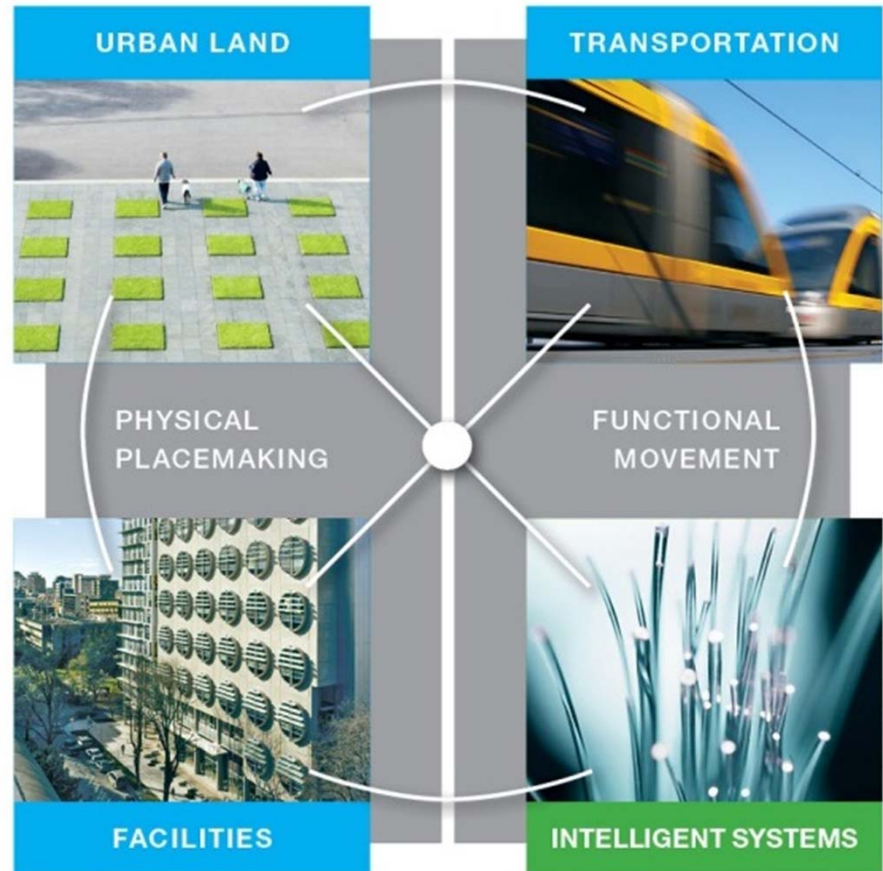 URBAN LAND
TRANSPORTATION
PHYSICAL
PLACEMAKING
FUNCTIONAL
MOVEMENT
FACILITIES
INTELLIGENT SYSTEMS